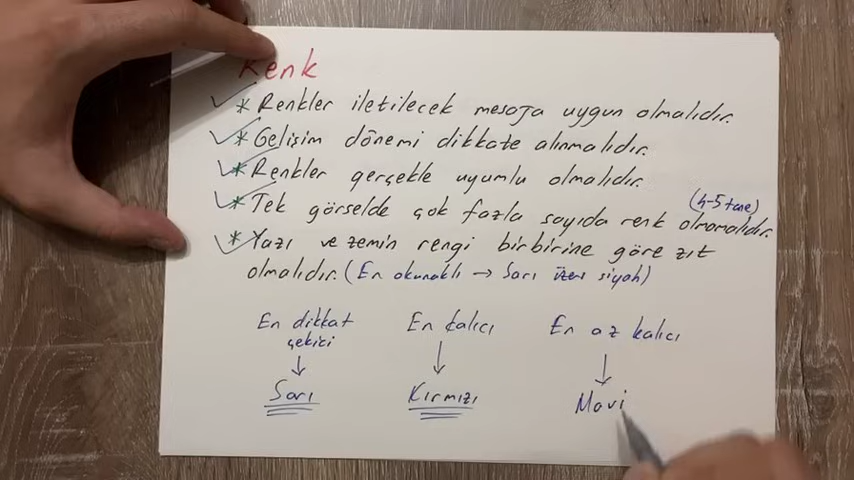 Renk
* Renkler iletilecek mesaja uygun olmalıdır.
* Gelişim dönemi dikkate alınmalıdır.
* Renkler gerçekle uyumlu olmalıdır.
(4-5 tane)
* Tek görselde çok fazla sayıda renk olmamalıdır.
* Yazı ve zemin rengi birbirine göre zıt
olmalıdır. (En okunaklı → Sarı üzeri siyah)
En dikkat çekici
↓
Sarı
En kalıcı
↓
Kırmızı
En az kalıcı
↓
Mavi